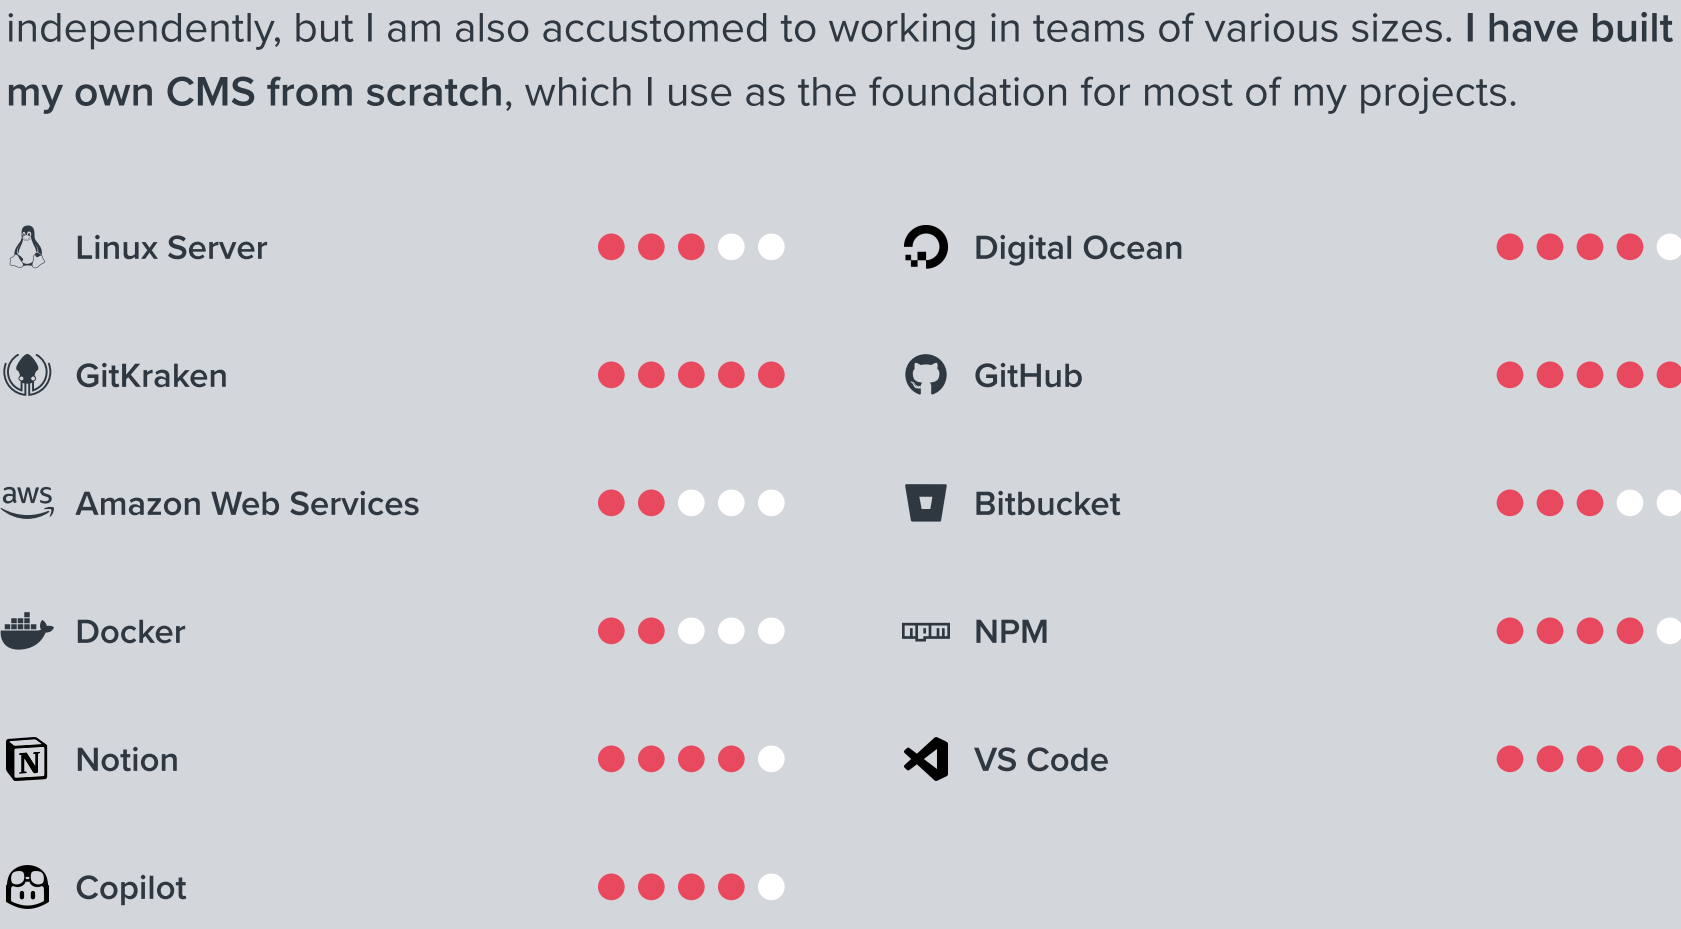 independently, but I am also accustomed to working in teams of various sizes. I have built
my own CMS from scratch, which I use as the foundation for most of my projects.
Linux Server
Digital Ocean
GitKraken
GitHub
aws Amazon Web Services
Bitbucket
Docker
npm NPM
N Notion
VS Code
Copilot